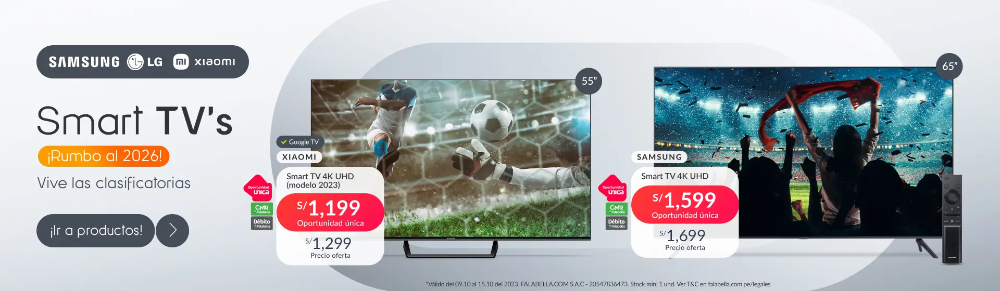 SAMSUNG LG mi xiaomi
Smart TV's
¡Rumbo al 2026!
Vive las clasificatorias
¡Ir a productos!
55”
Google TV
XIAOMI
Smart TV 4K UHD
(modelo 2023)
Oportunidad
única
CMR
Falabella
Débito
Falabella
S/1,199
Oportunidad única
S/1,299
Precio oferta
XIAOMI
65”
SAMSUNG
Smart TV 4K UHD
Oportunidad
única
CMR
Falabella
Débito
Falabella
S/1,599
Oportunidad única
S/1,699
Precio oferta
SAMSUNG
*Válido del 09.10 al 15.10 del 2023. FALABELLA.COM S.A.C - 20547836473. Stock min: 1 und. Ver T&C en falabella.com.pe/legales